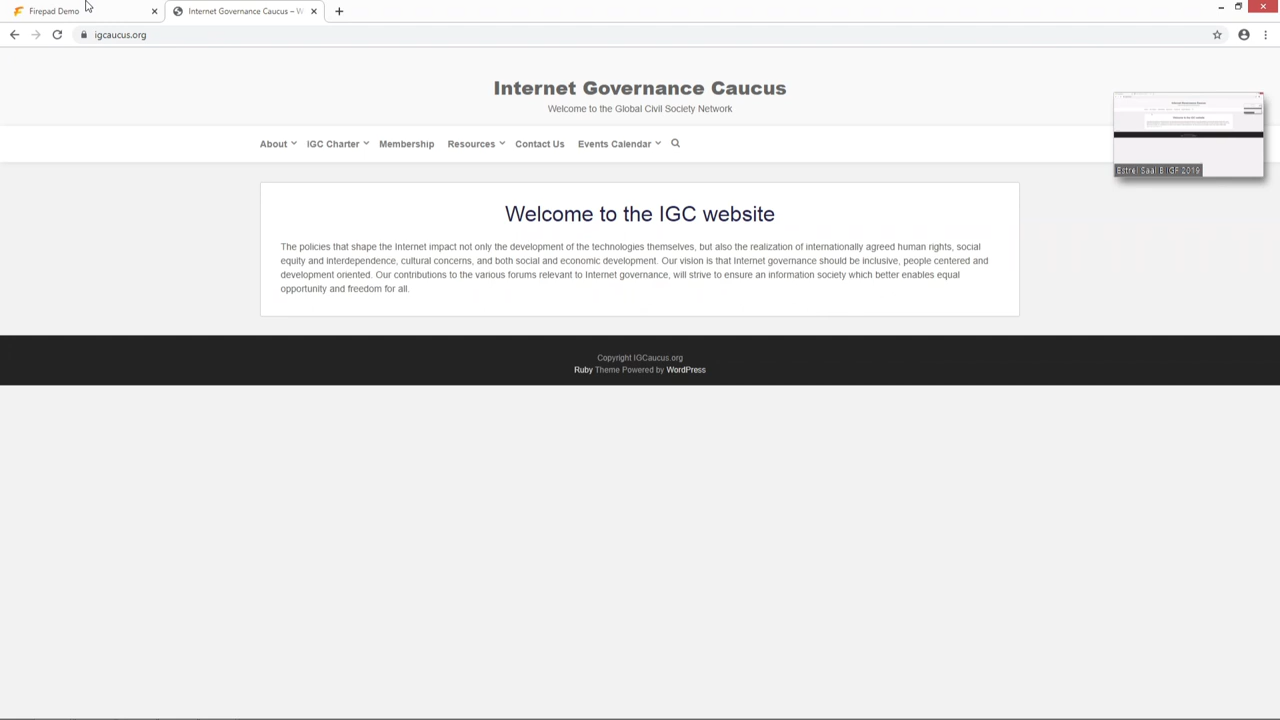 Firepad Demo
Internet Governance Caucus – W
igcaucus.org
Internet Governance Caucus
Welcome to the Global Civil Society Network
About IGC Charter Membership Resources Contact Us Events Calendar
Estrel Saal B IGF 2019
Welcome to the IGC website
The policies that shape the Internet impact not only the development of the technologies themselves, but also the realization of internationally agreed human rights, social
equity and interdependence, cultural concerns, and both social and economic development. Our vision is that Internet governance should be inclusive, people centered and
development oriented. Our contributions to the various forums relevant to Internet governance, will strive to ensure an information society which better enables equal
opportunity and freedom for all.
Copyright IGCaucus.org
Ruby Theme Powered by WordPress